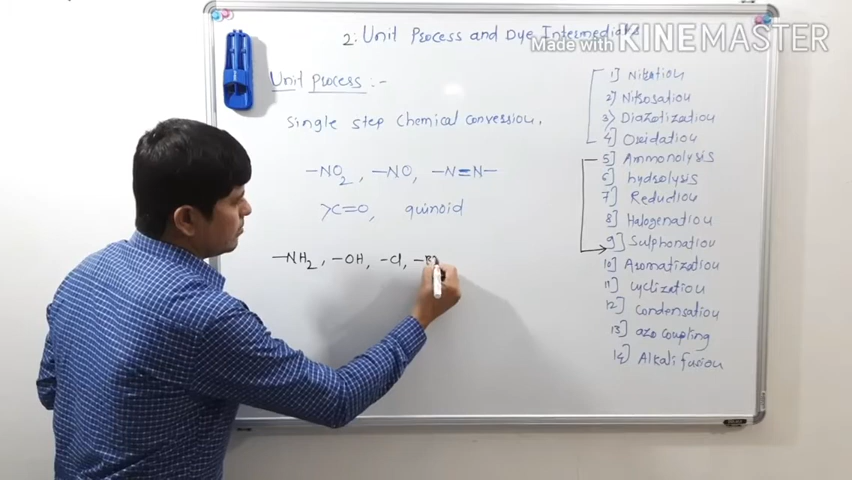 2. Unit Process and Dye Intermediates
Made with KINEMASTER
Unit process :-
Single step Chemical Convession.
-NO2, -NO, -N=N-
>C=O, quinoid
-NH2, -OH, -Cl, -Br
1] Nitration
2] Nitrosation
3] Diazotization
4] Oxidation
5] Ammonolysis
6] hydrolysis
7] Reduction
8] Halogenation
9] Sulphonation
10] Aromatization
11] cyclization
12] Condensation
13] azo coupling
14] Alkali fusion